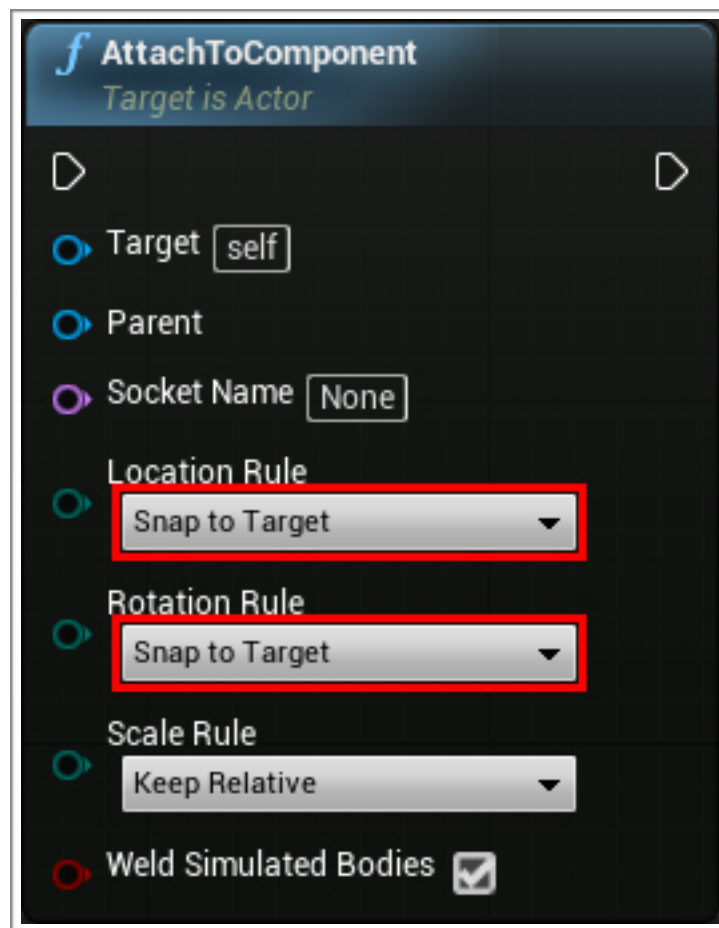 f AttachToComponent
Target is Actor
Target self
Parent
Socket Name None
Location Rule
Snap to Target
Rotation Rule
Snap to Target
Scale Rule
Keep Relative
Weld Simulated Bodies